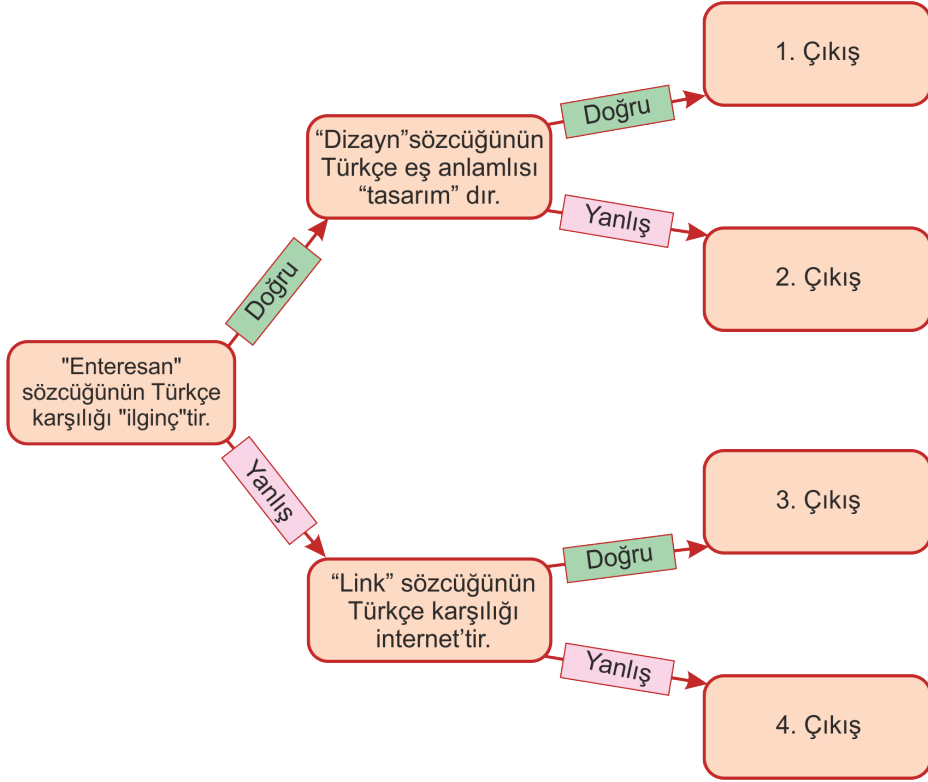 "Enteresan"
sözcüğünün Türkçe
karşılığı "ilginç"tir.
Doğru
“Dizayn”sözcüğünün
Türkçe eş anlamlısı
“tasarım” dır.
Doğru
1. Çıkış
Yanlış
2. Çıkış
Yanlış
“Link” sözcüğünün
Türkçe karşılığı
internet’tir.
Doğru
3. Çıkış
Yanlış
4. Çıkış